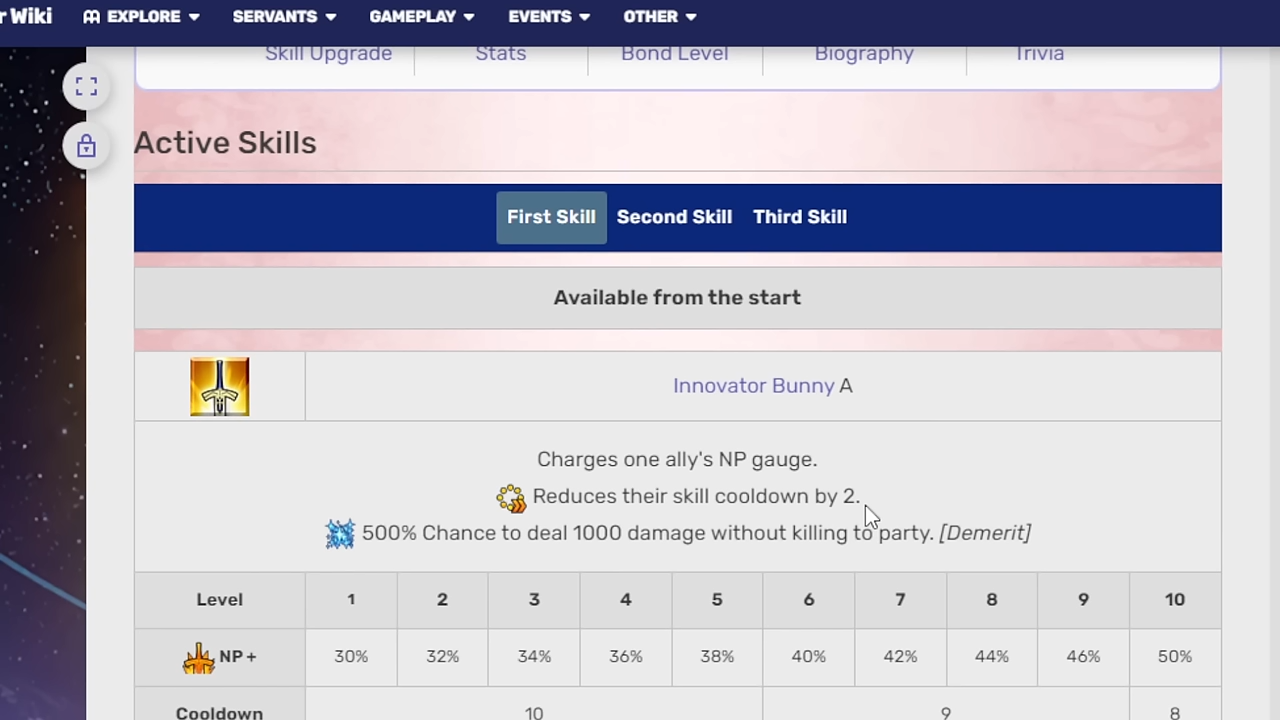 r Wiki EXPLORE SERVANTS GAMEPLAY EVENTS OTHER
Skill Upgrade Stats Bond Level Biography Trivia
Active Skills
First Skill Second Skill Third Skill
Available from the start
Innovator Bunny A
Charges one ally's NP gauge.
Reduces their skill cooldown by 2.
500% Chance to deal 1000 damage without killing to party. [Demerit]
Level 1 2 3 4 5 6 7 8 9 10
NP + 30% 32% 34% 36% 38% 40% 42% 44% 46% 50%
Cooldown 10 9 8